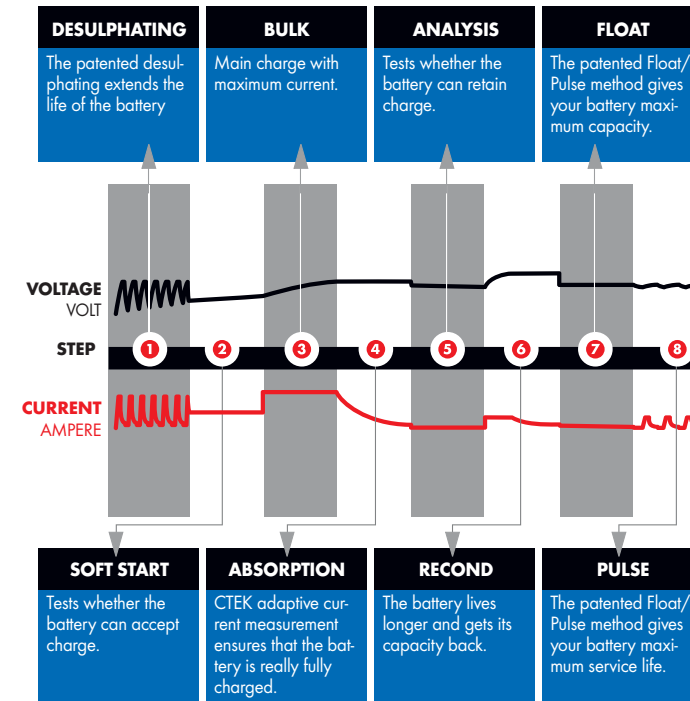 DESULPHATING
The patented desul-
phating extends the
life of the battery
BULK
Main charge with
maximum current.
ANALYSIS
Tests whether the
battery can retain
charge.
FLOAT
The patented Float/
Pulse method gives
your battery maxi-
mum capacity.
VOLTAGE
VOLT
STEP
1 2 3 4 5 6 7 8
CURRENT
AMPERE
SOFT START
Tests whether the
battery can accept
charge.
ABSORPTION
CTEK adaptive cur-
rent measurement
ensures that the bat-
tery is really fully
charged.
RECOND
The battery lives
longer and gets its
capacity back.
PULSE
The patented Float/
Pulse method gives
your battery maxi-
mum service life.